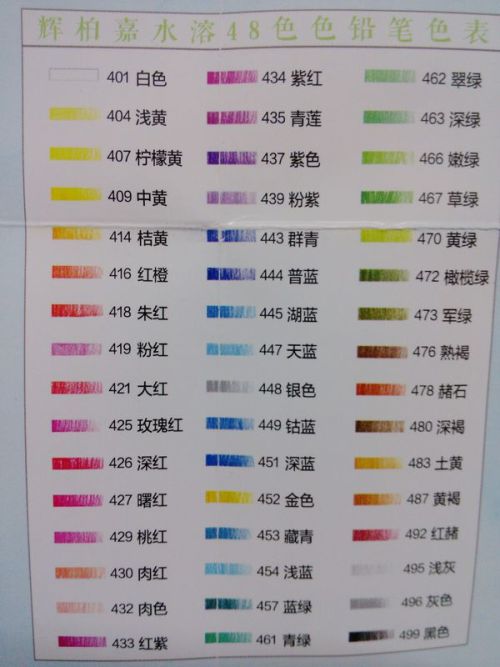 辉柏嘉水溶48色色铅笔色表
401 白色
404 浅黄
407 柠檬黄
409 中黄
414 桔黄
416 红橙
418 朱红
419 粉红
421 大红
425 玫瑰红
426 深红
427 曙红
429 桃红
430 肉红
432 肉色
433 红紫
434 紫红
435 青莲
437 紫色
439 粉紫
443 群青
444 普蓝
445 湖蓝
447 天蓝
448 银色
449 钴蓝
451 深蓝
452 金色
453 藏青
454 浅蓝
457 蓝绿
461 青绿
462 翠绿
463 深绿
466 嫩绿
467 草绿
470 黄绿
472 橄榄绿
473 军绿
476 熟褐
478 赭石
480 深褐
483 土黄
487 黄褐
492 红赭
495 浅灰
496 灰色
499 黑色